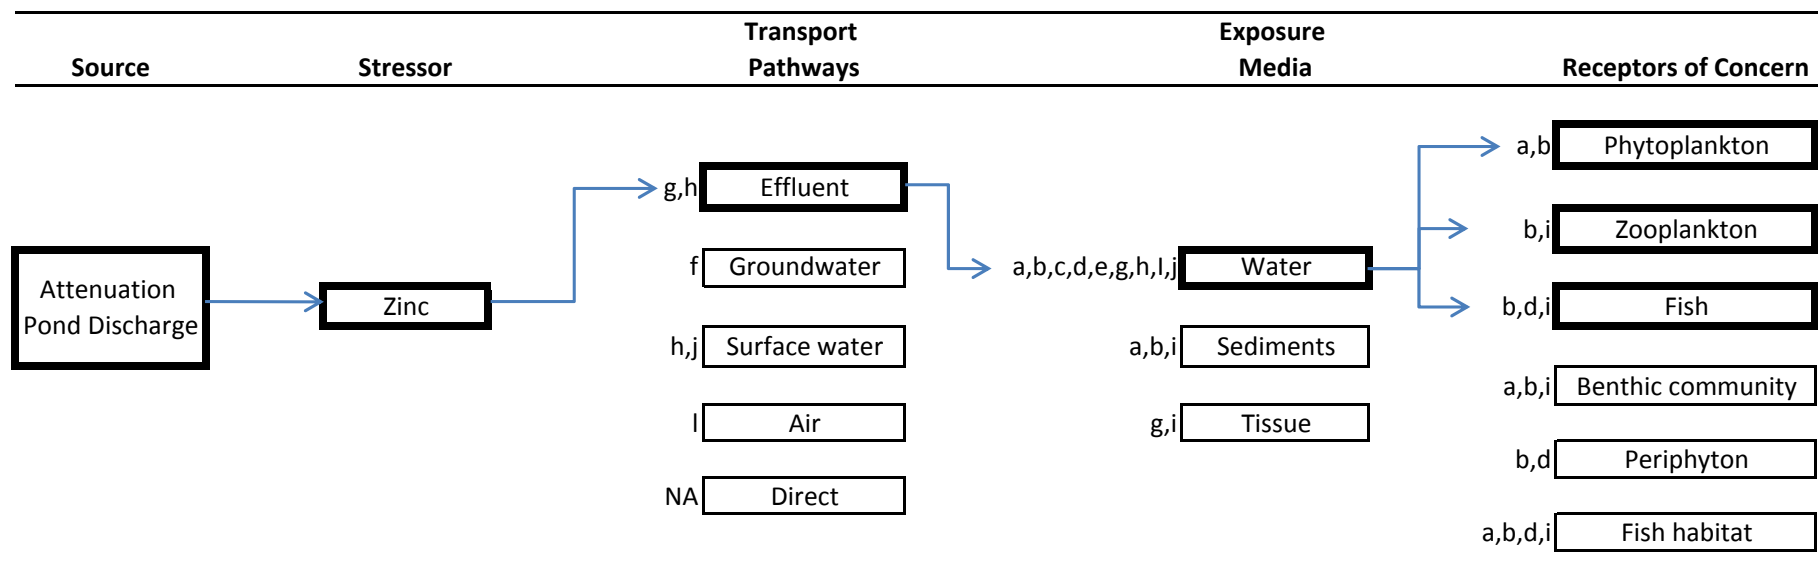 Transport
Pathways
Exposure
Media
Source
Stressor
Receptors of Concern
Attenuation
Pond Discharge
Zinc
g,h Effluent
f Groundwater
h,j Surface water
l Air
NA Direct
a,b,c,d,e,g,h,I,j Water
a,b,i Sediments
g,i Tissue
a,b Phytoplankton
b,i Zooplankton
b,d,i Fish
a,b,i Benthic community
b,d Periphyton
a,b,d,i Fish habitat